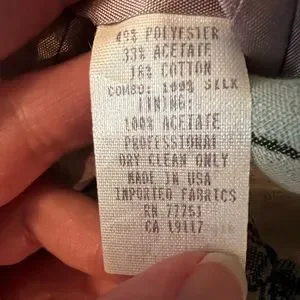 49% POLYESTER
33% ACETATE
18% COTTON
COMBO: 100% SILK
LINING:
100% ACETATE
PROFESSIONAL
DRY CLEAN ONLY
MADE IN USA
IMPORTED FABRICS
RN 77751
CA 19117